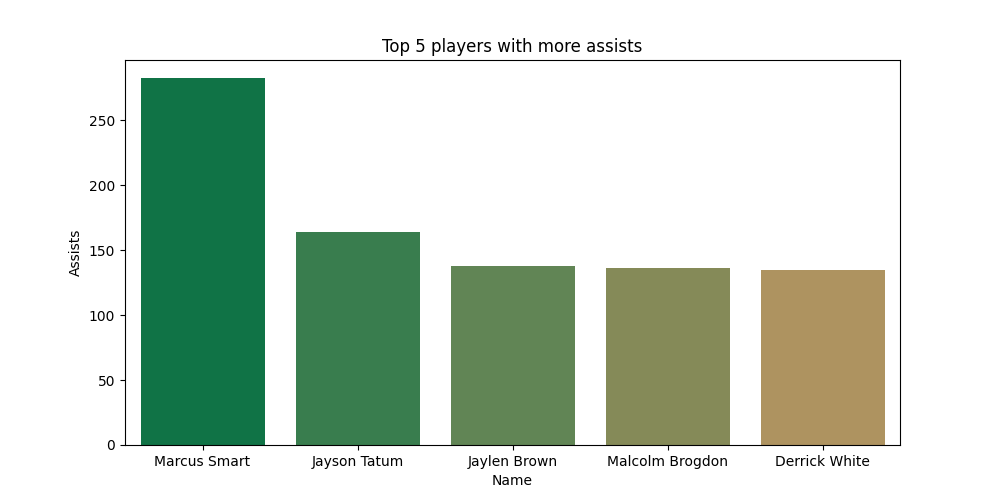 Top 5 players with more assists
Assists
250
200
150
100
50
0
Marcus Smart
Jayson Tatum
Jaylen Brown
Malcolm Brogdon
Derrick White
Name